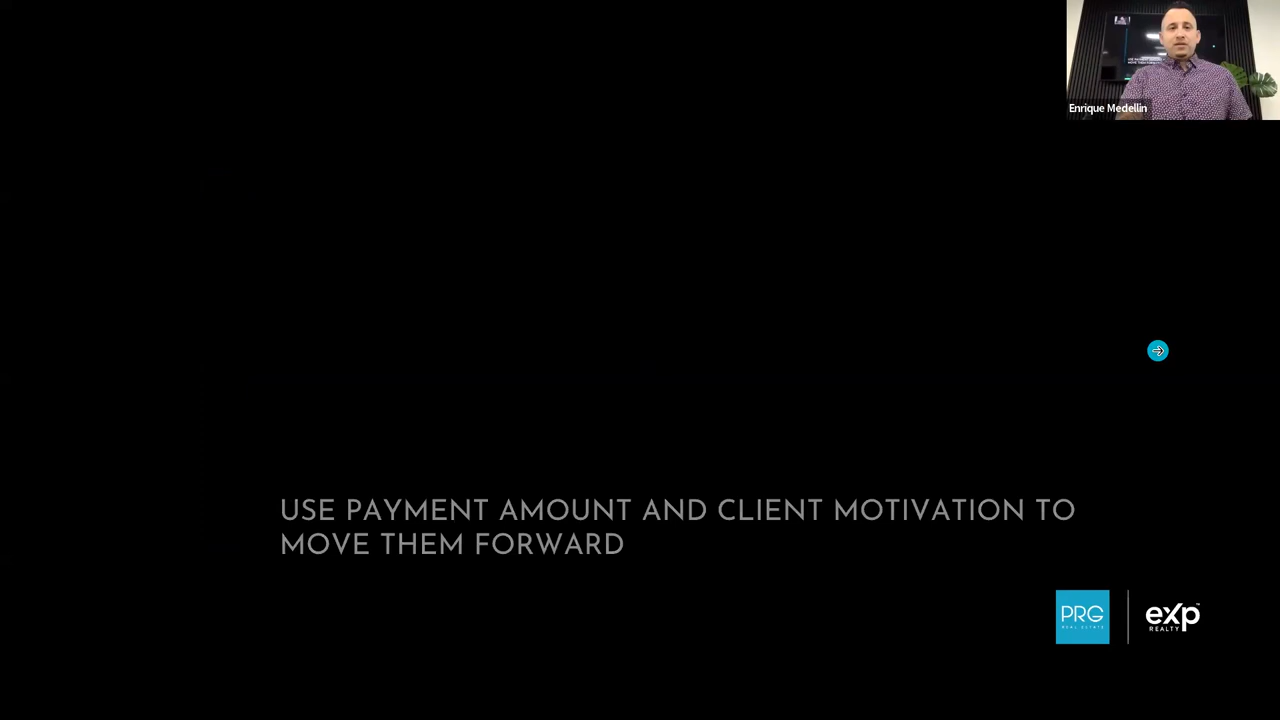 Enrique Medellin
USE PAYMENT AMOUNT AND CLIENT MOTIVATION TO
MOVE THEM FORWARD
PRG
REAL ESTATE
eXp
REALTY